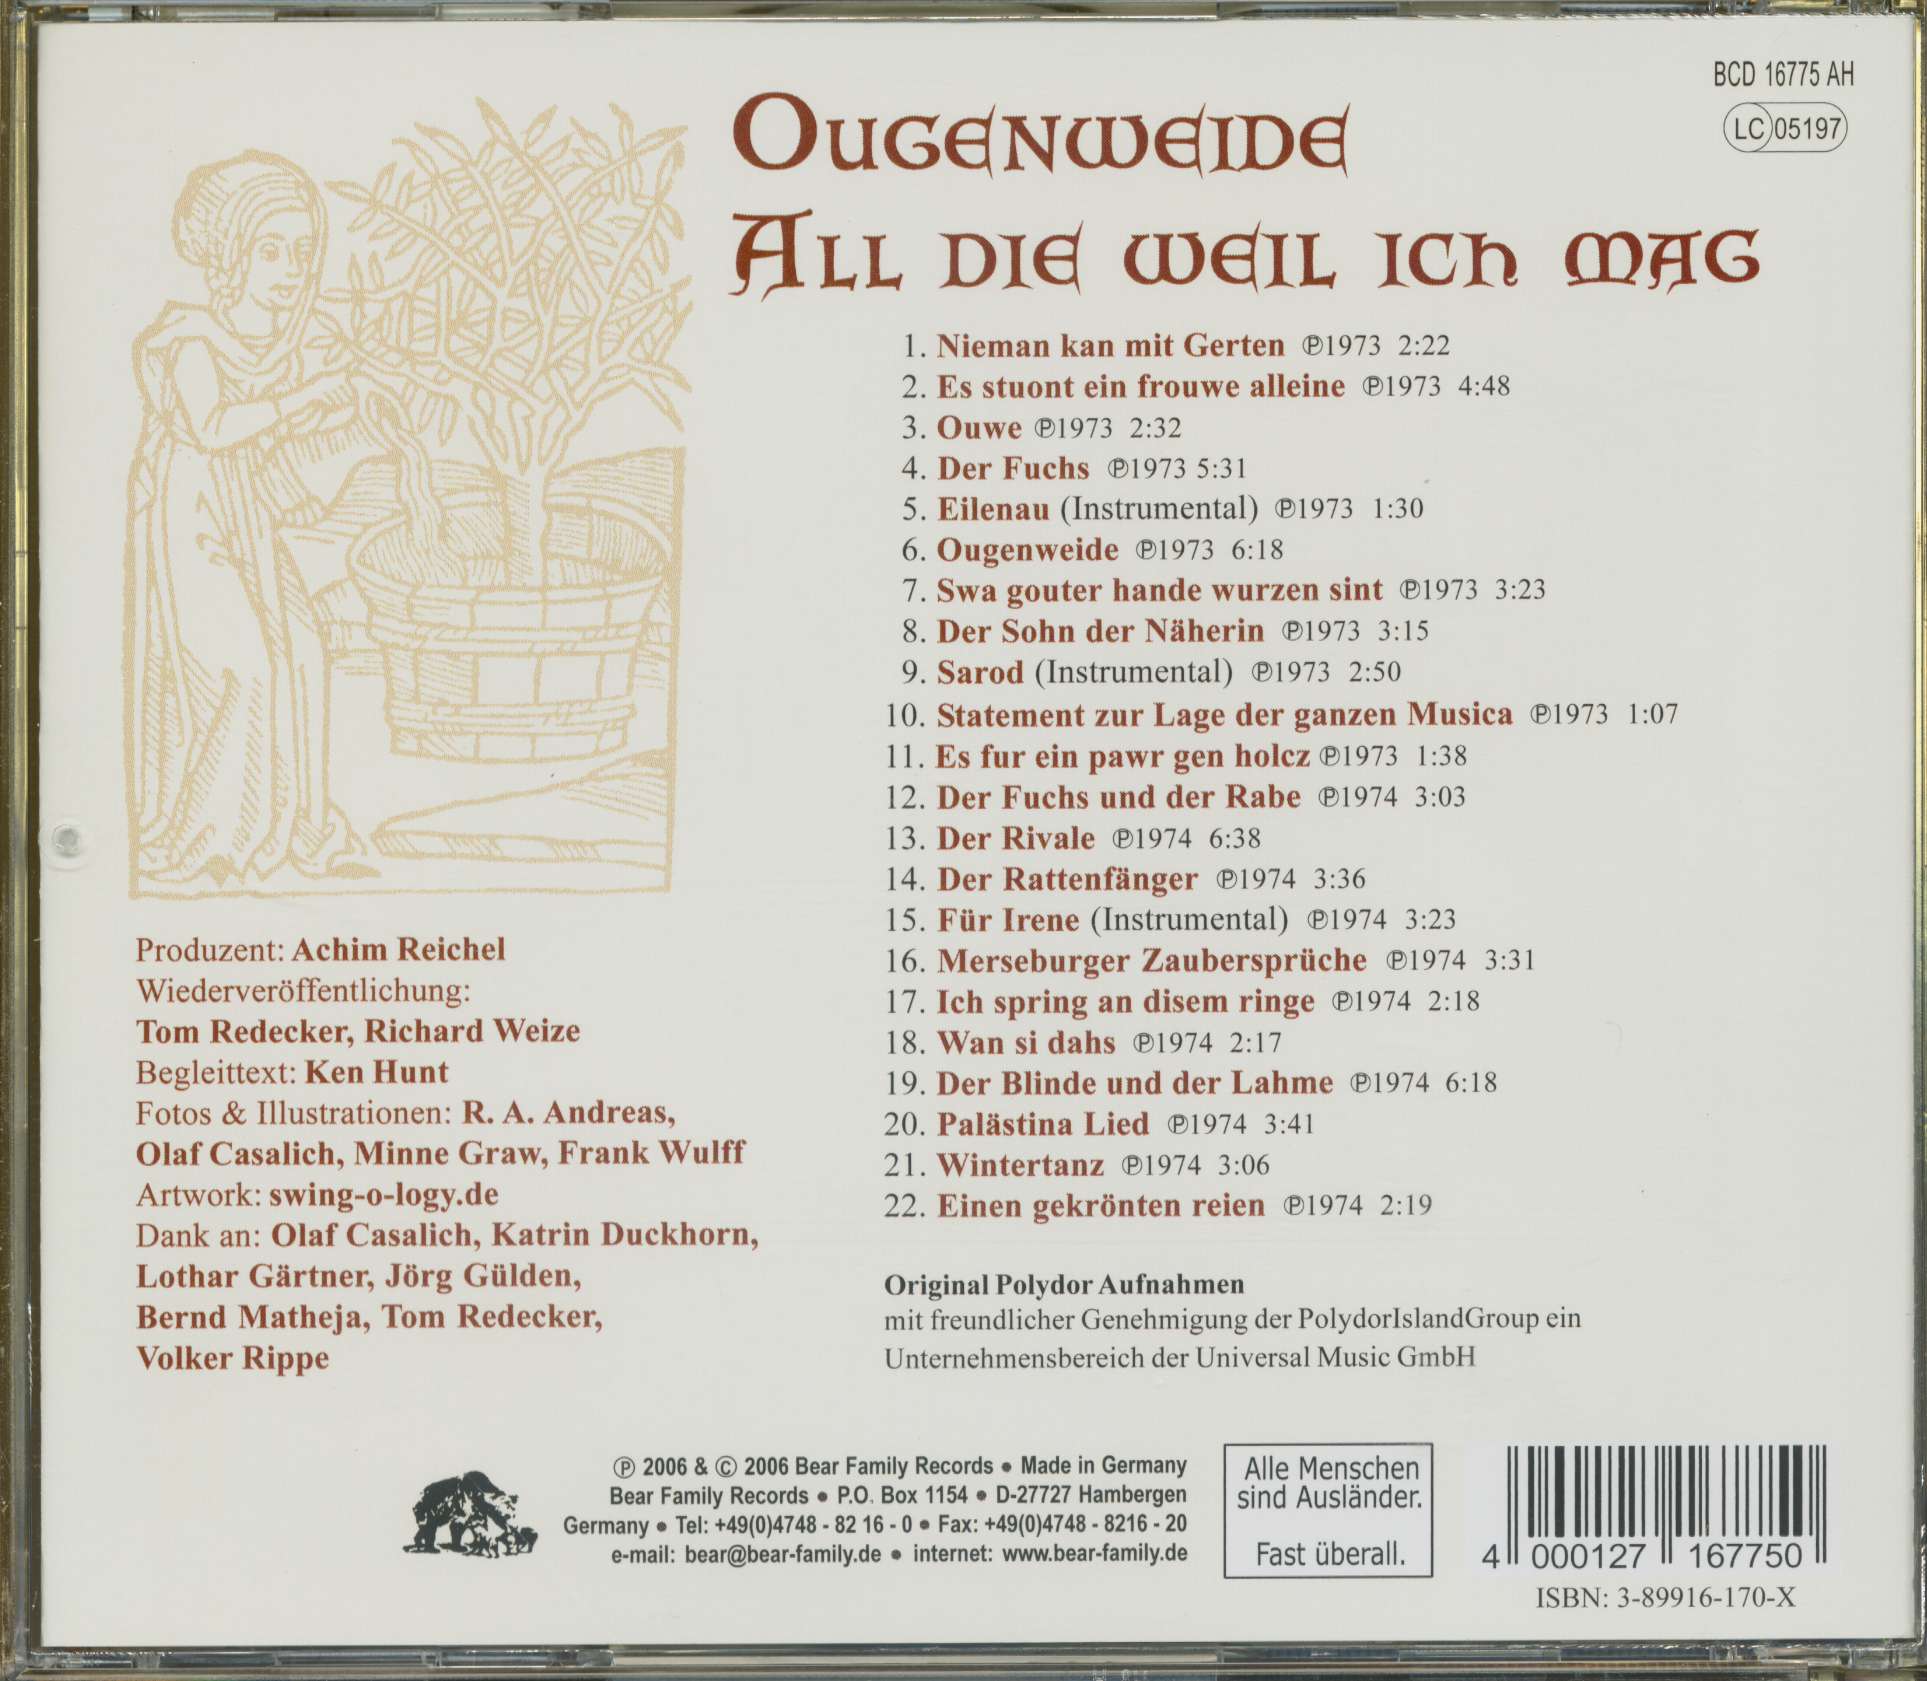 BCD 16775 AH
LC 05197
Ougenweide
All die weil ich mag
1. Nieman kan mit Gerten ℗1973 2:22
2. Es stuont ein frouwe alleine ℗1973 4:48
3. Ouwe ℗1973 2:32
4. Der Fuchs ℗1973 5:31
5. Eilenau (Instrumental) ℗1973 1:30
6. Ougenweide ℗1973 6:18
7. Swa gouter hande wurzen sint ℗1973 3:23
8. Der Sohn der Näherin ℗1973 3:15
9. Sarod (Instrumental) ℗1973 2:50
10. Statement zur Lage der ganzen Musica ℗1973 1:07
11. Es fur ein pawr gen holcz ℗1973 1:38
12. Der Fuchs und der Rabe ℗1974 3:03
13. Der Rivale ℗1974 6:38
14. Der Rattenfänger ℗1974 3:36
15. Für Irene (Instrumental) ℗1974 3:23
16. Merseburger Zaubersprüche ℗1974 3:31
17. Ich spring an disem ringe ℗1974 2:18
18. Wan si dahs ℗1974 2:17
19. Der Blinde und der Lahme ℗1974 6:18
20. Palästina Lied ℗1974 3:41
21. Wintertanz ℗1974 3:06
22. Einen gekrönten reien ℗1974 2:19
Produzent: Achim Reichel
Wiederveröffentlichung:
Tom Redecker, Richard Weize
Begleittext: Ken Hunt
Fotos & Illustrationen: R. A. Andreas,
Olaf Casalich, Minne Graw, Frank Wulff
Artwork: swing-o-logy.de
Dank an: Olaf Casalich, Katrin Duckhorn,
Lothar Gärtner, Jörg Gülden,
Bernd Matheja, Tom Redecker,
Volker Rippe
Original Polydor Aufnahmen
mit freundlicher Genehmigung der PolydorIslandGroup ein
Unternehmensbereich der Universal Music GmbH
℗ 2006 & © 2006 Bear Family Records • Made in Germany
Bear Family Records • P.O. Box 1154 • D-27727 Hambergen
Germany • Tel: +49(0)4748 - 82 16 - 0 • Fax: +49(0)4748 - 8216 - 20
e-mail: bear@bear-family.de • internet: www.bear-family.de
Alle Menschen
sind Ausländer.
Fast überall.
4 000127 167750
ISBN: 3-89916-170-X